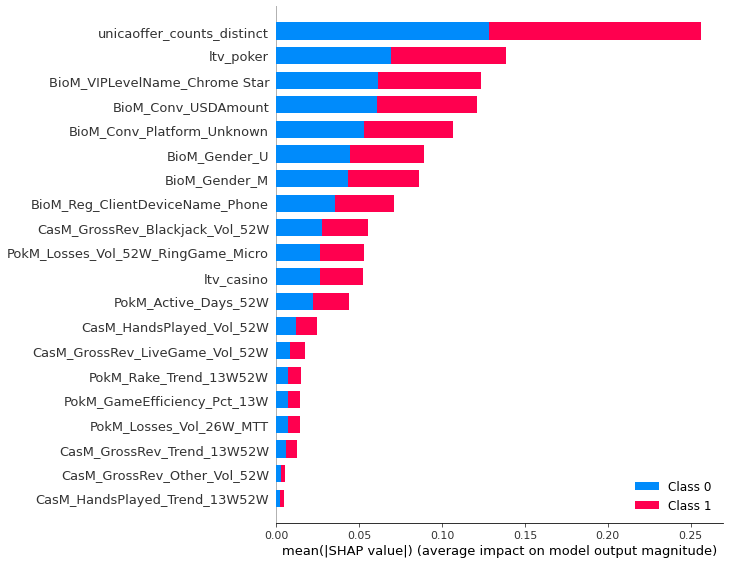 unicaoffer_counts_distinct
ltv_poker
BioM_VIPLevelName_Chrome Star
BioM_Conv_USDAmount
BioM_Conv_Platform_Unknown
BioM_Gender_U
BioM_Gender_M
BioM_Reg_ClientDeviceName_Phone
CasM_GrossRev_Blackjack_Vol_52W
PokM_Losses_Vol_52W_RingGame_Micro
ltv_casino
PokM_Active_Days_52W
CasM_HandsPlayed_Vol_52W
CasM_GrossRev_LiveGame_Vol_52W
PokM_Rake_Trend_13W52W
PokM_GameEfficiency_Pct_13W
PokM_Losses_Vol_26W_MTT
CasM_GrossRev_Trend_13W52W
CasM_GrossRev_Other_Vol_52W
CasM_HandsPlayed_Trend_13W52W
Class 0
Class 1
0.00 0.05 0.10 0.15 0.20 0.25
mean(|SHAP value|) (average impact on model output magnitude)